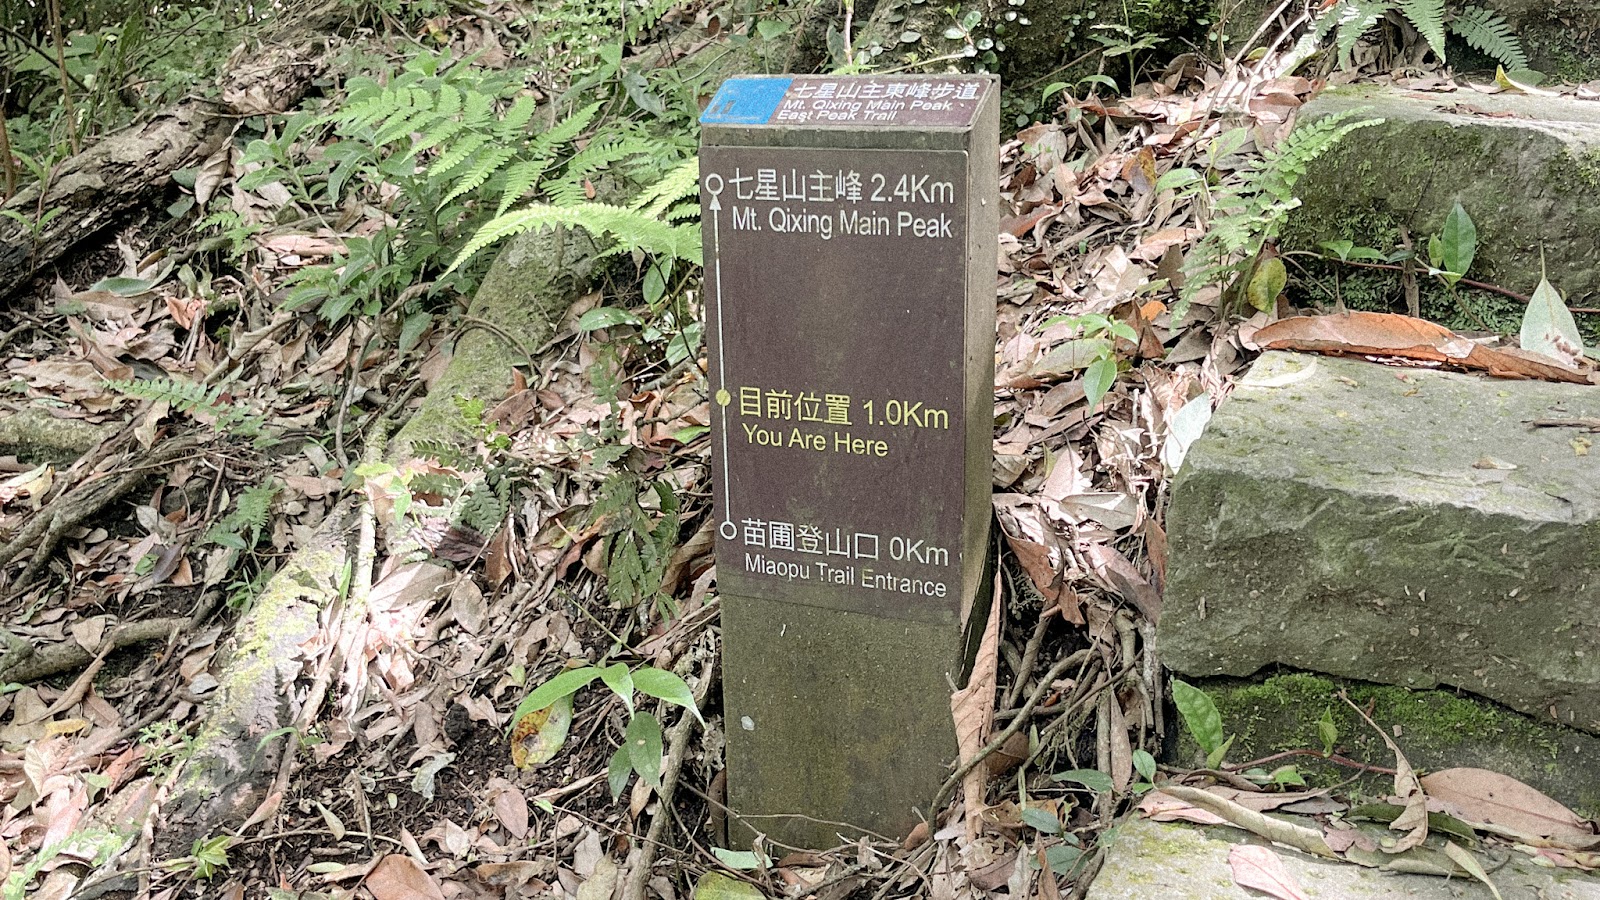 七星山主東峰步道
Mt. Qixing Main Peak、
East Peak Trail
七星山主峰 2.4Km
Mt. Qixing Main Peak
目前位置 1.0Km
You Are Here
苗圃登山口 0Km
Miaopu Trail Entrance